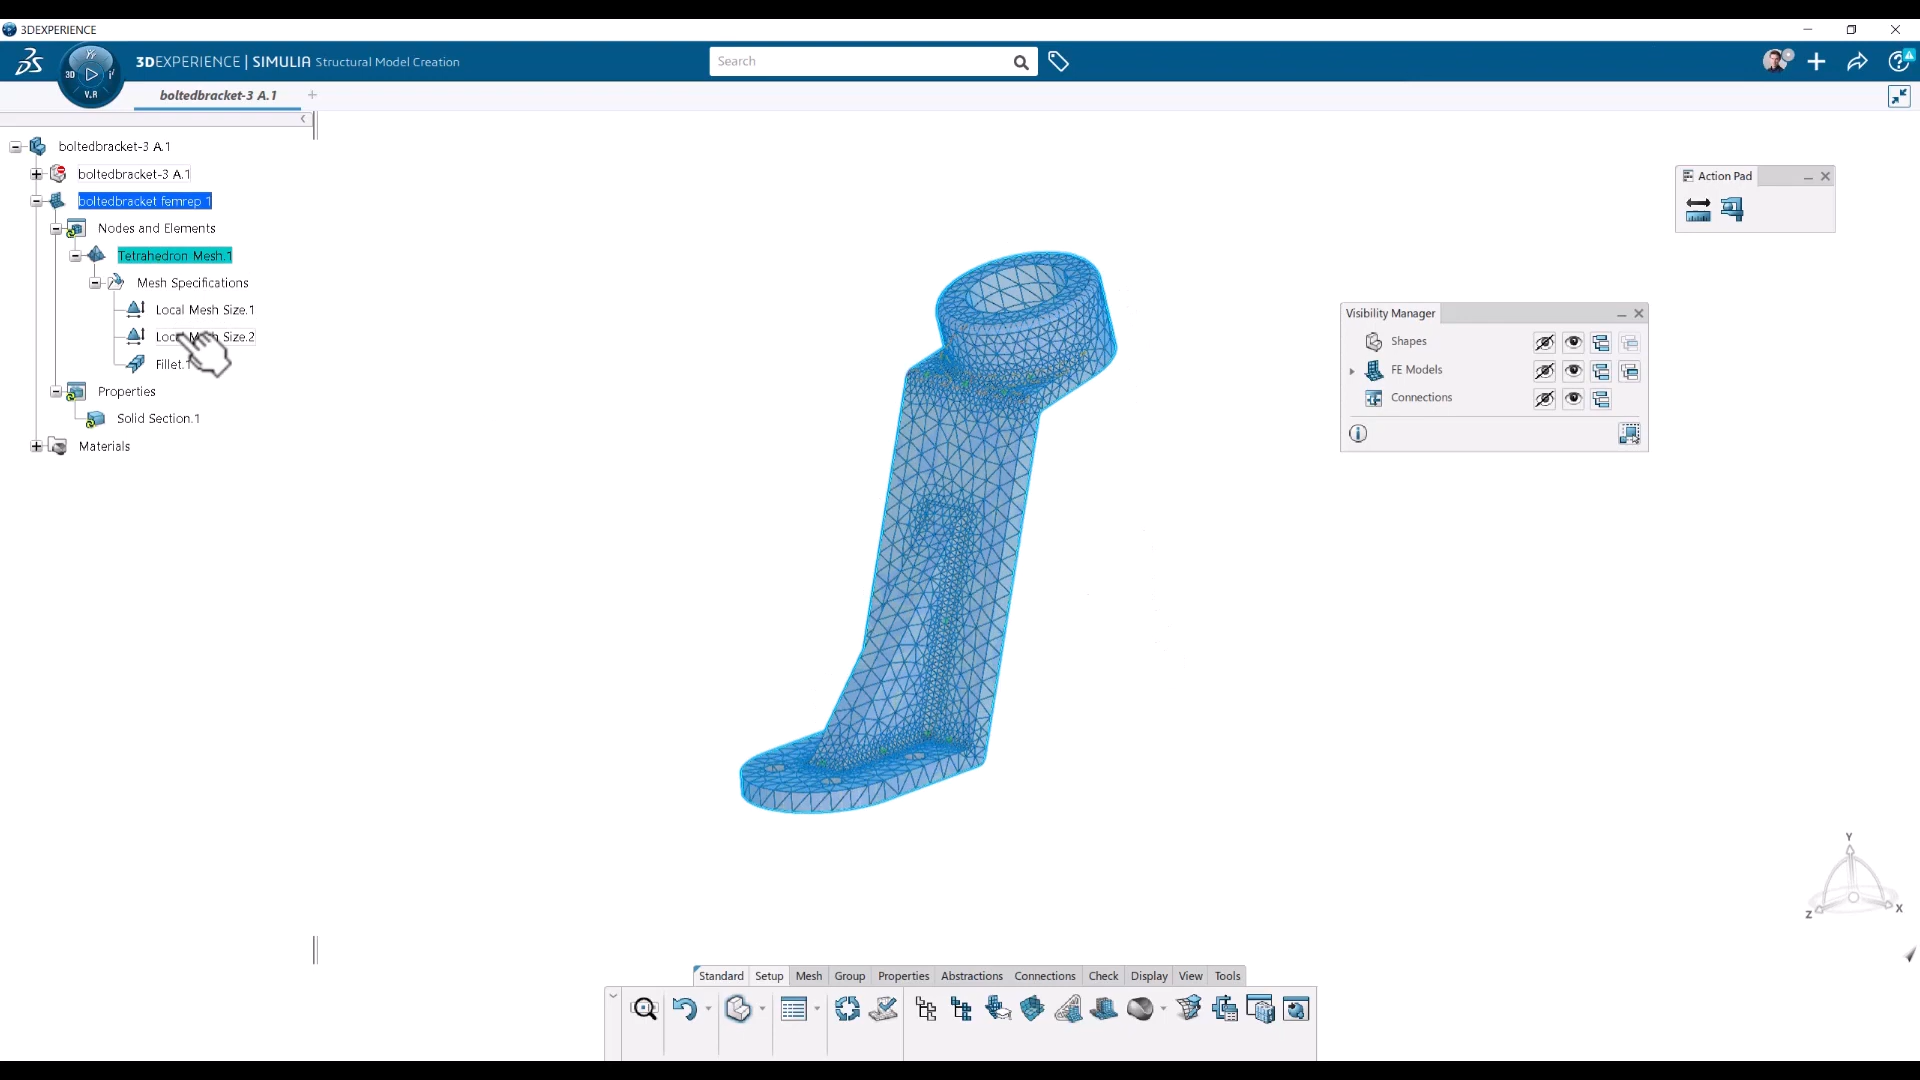 3DEXPERIENCE
3DEXPERIENCE | SIMULIA Structural Model Creation
Search
3D
V.R
boltedbracket-3 A.1
boltedbracket-3 A.1
boltedbracket-3 A.1
boltedbracket femrep 1
Nodes and Elements
Tetrahedron Mesh.1
Mesh Specifications
Local Mesh Size.1
Size.2
Fillet.1
Properties
Solid Section.1
Materials
Action Pad
Visibility Manager
Shapes
FE Models
Connections
Y
Z
X
Standard Setup Mesh Group Properties Abstractions Connections Check Display View Tools